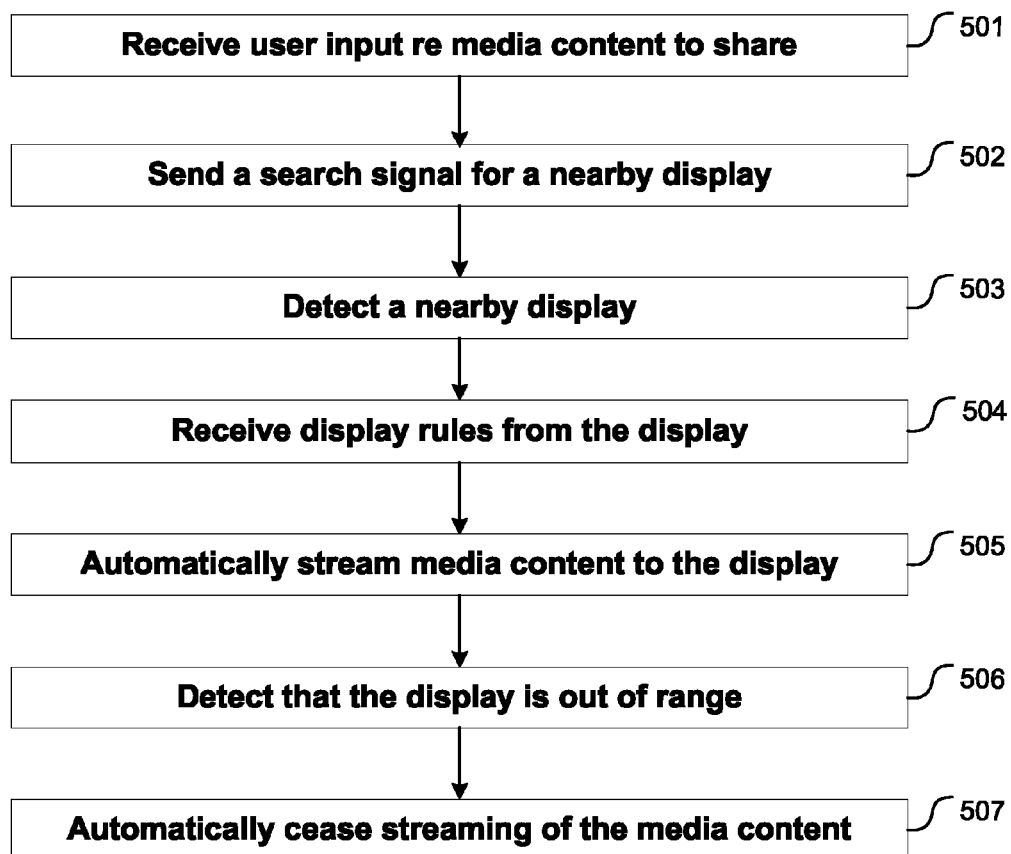 Receive user input re media content to share
501
Send a search signal for a nearby display
502
Detect a nearby display
503
Receive display rules from the display
504
Automatically stream media content to the display
505
Detect that the display is out of range
506
Automatically cease streaming of the media content
507